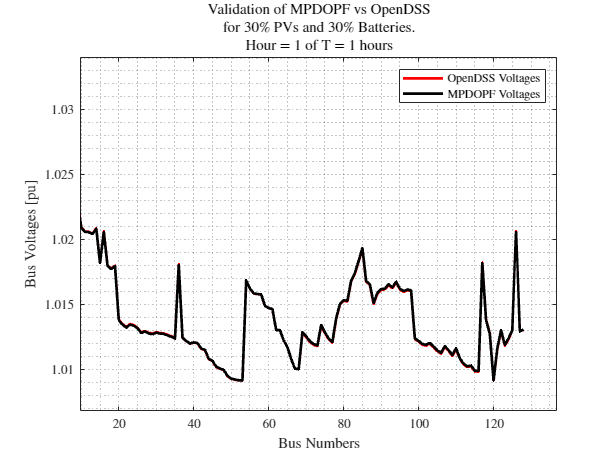 Validation of MPDOPF vs OpenDSS
for 30% PVs and 30% Batteries.
Hour = 1 of T = 1 hours
OpenDSS Voltages
MPDOPF Voltages
1.03
1.025
1.02
1.015
1.01
Bus Voltages [pu]
20
40
60
80
100
120
Bus Numbers